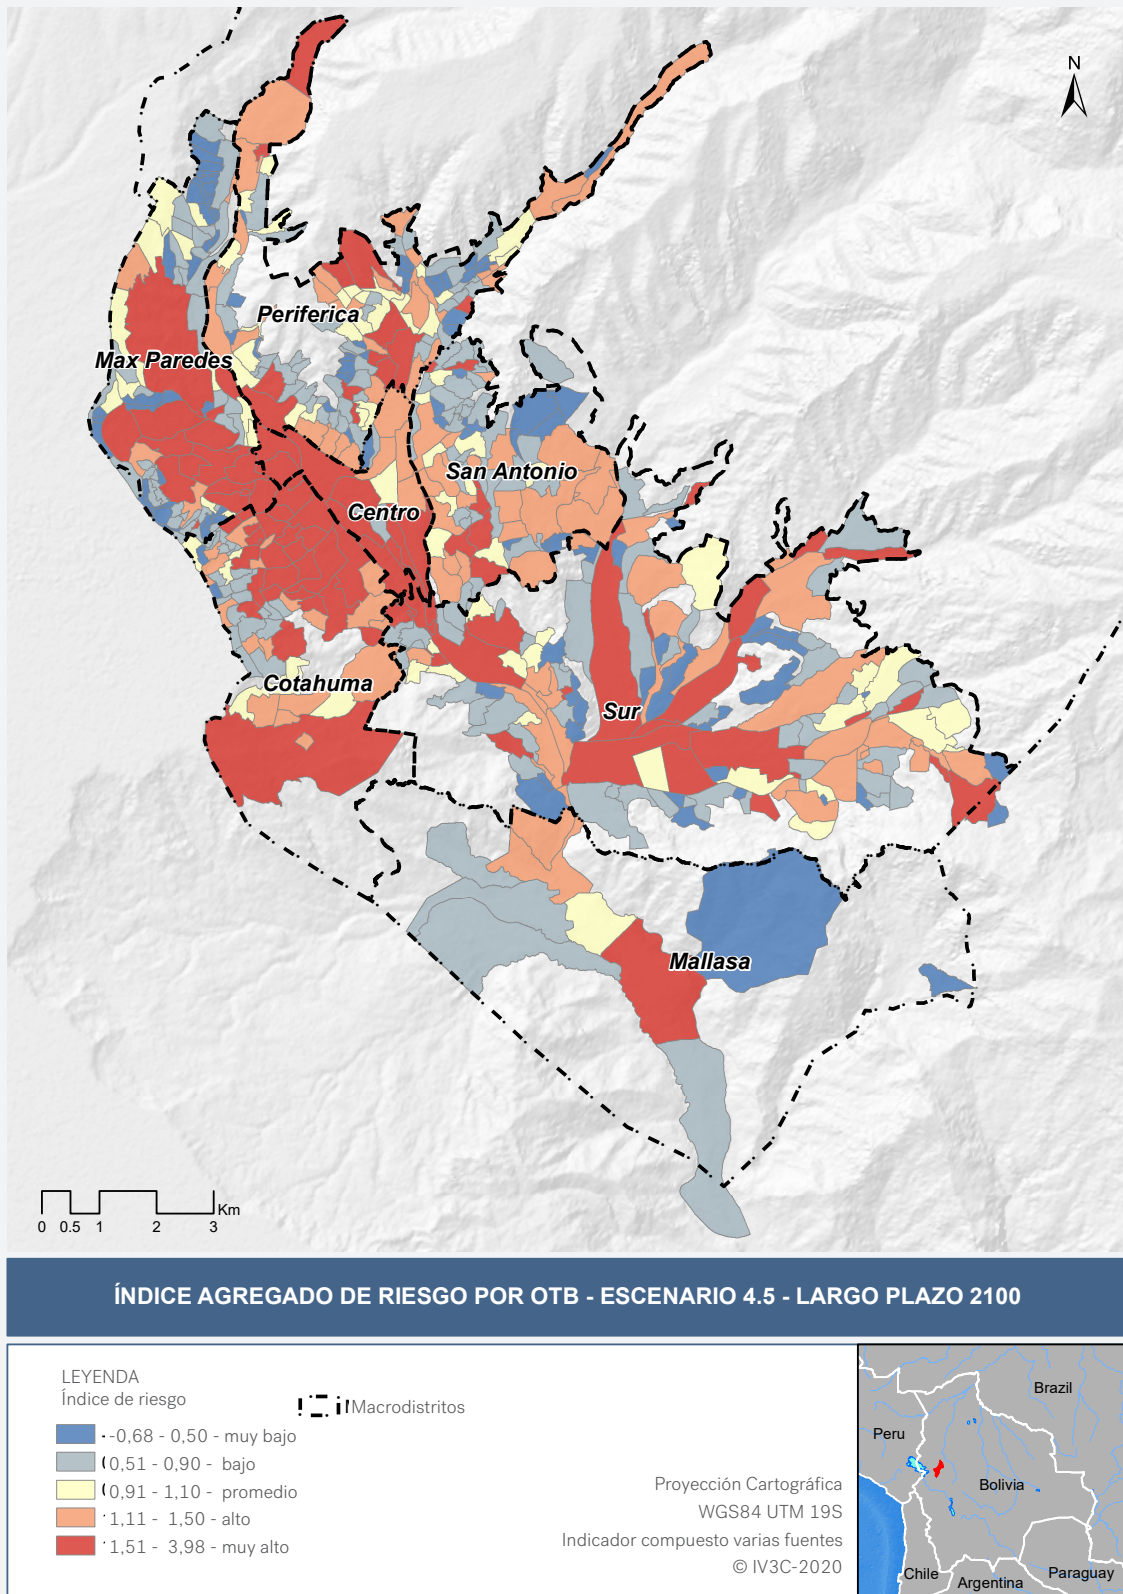 N
Periferica
Max Paredes
San Antonio
Centro
Cotahuma
Sur
Mallasa
Km
0 0.5 1 2 3
ÍNDICE AGREGADO DE RIESGO POR OTB - ESCENARIO 4.5 - LARGO PLAZO 2100
LEYENDA
Índice de riesgo
Macrodistritos
-0,68 - 0,50 - muy bajo
0,51 - 0,90 - bajo
0,91 - 1,10 - promedio
1,11 - 1,50 - alto
1,51 - 3,98 - muy alto
Proyección Cartográfica
WGS84 UTM 19S
Indicador compuesto varias fuentes
© IV3C-2020
Brazil
Peru
Bolivia
Chile
Argentina
Paraguay